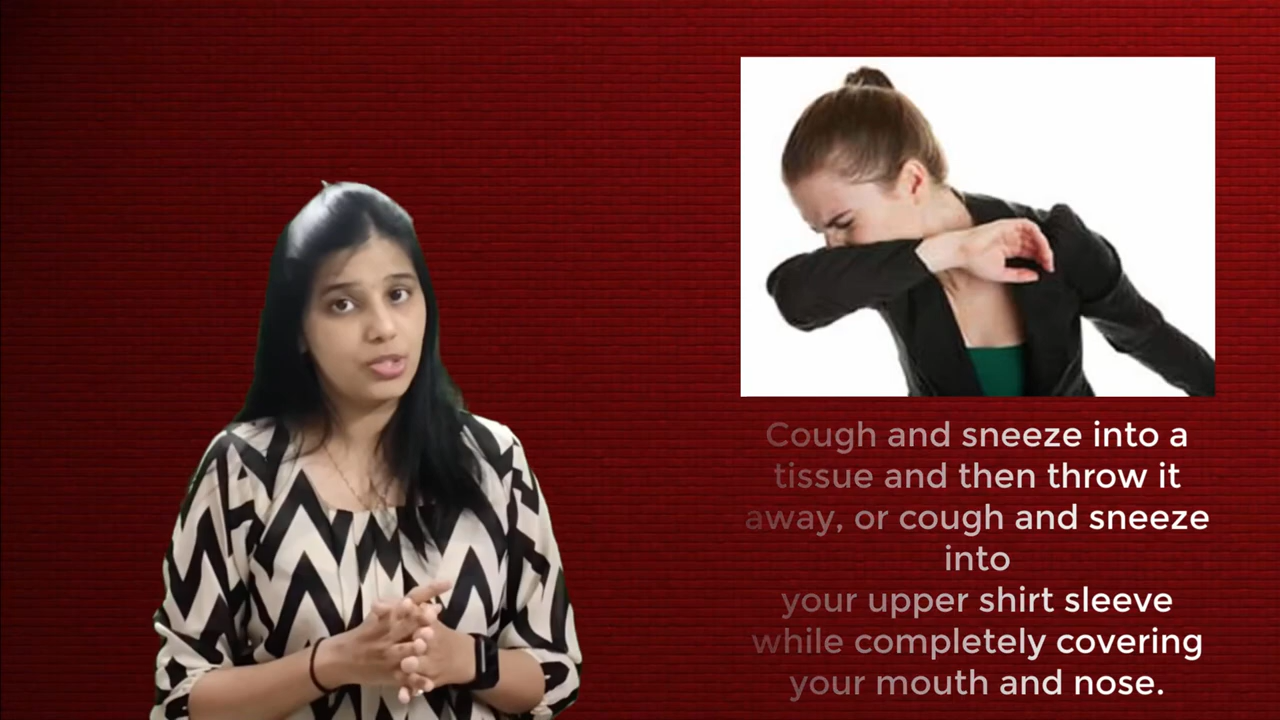 Cough and sneeze into a
tissue and then throw it
away, or cough and sneeze
into
your upper shirt sleeve
while completely covering
your mouth and nose.